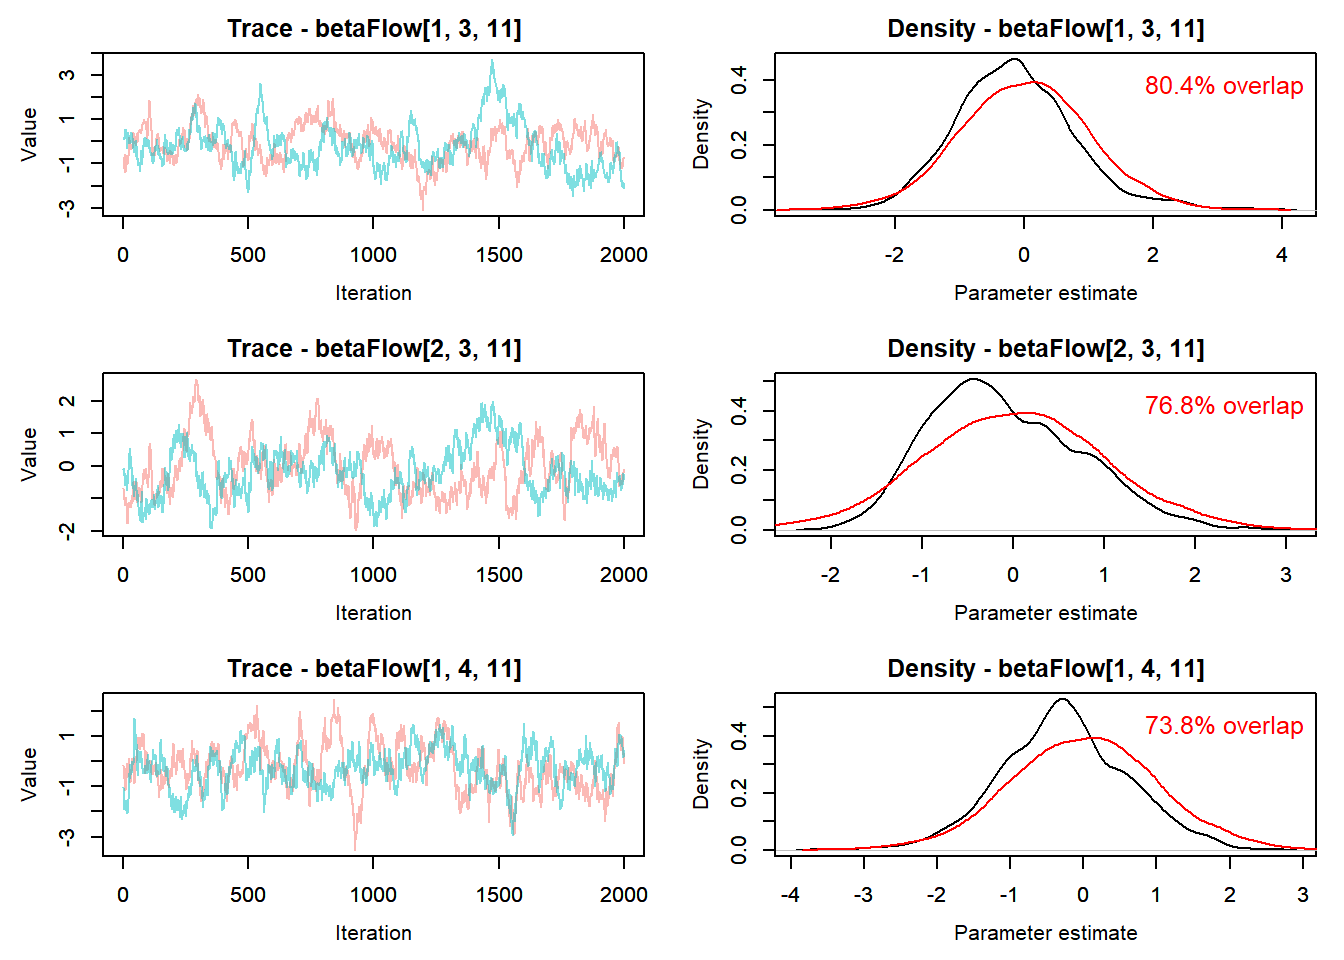 Trace - betaFlow[1, 3, 11]
Value
3
1
-1
-3
0 500 1000 1500 2000
Iteration
Density - betaFlow[1, 3, 11]
80.4% overlap
Density
0.4
0.2
0.0
-2 0 2 4
Parameter estimate
Trace - betaFlow[2, 3, 11]
Value
2
1
0
-2
0 500 1000 1500 2000
Iteration
Density - betaFlow[2, 3, 11]
76.8% overlap
Density
0.4
0.2
0.0
-2 -1 0 1 2 3
Parameter estimate
Trace - betaFlow[1, 4, 11]
Value
1
-1
-3
0 500 1000 1500 2000
Iteration
Density - betaFlow[1, 4, 11]
73.8% overlap
Density
0.4
0.2
0.0
-4 -3 -2 -1 0 1 2 3
Parameter estimate